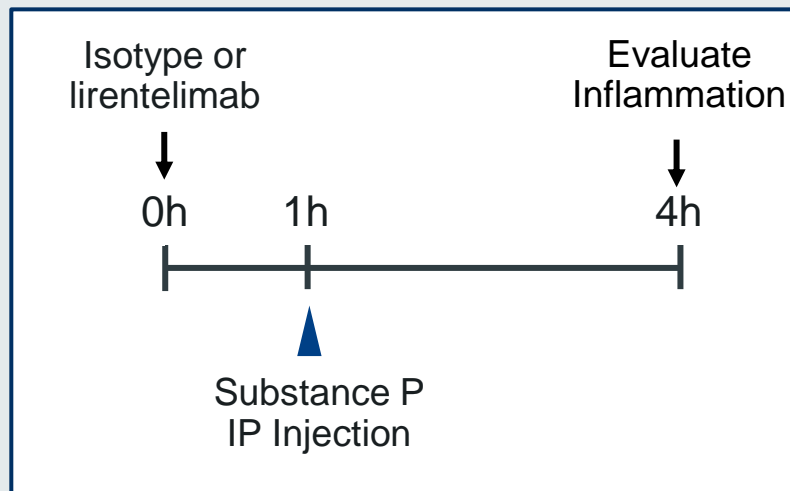 Isotype or
lirentelimab
Evaluate
Inflammation
0h
1h
4h
Substance P
IP Injection